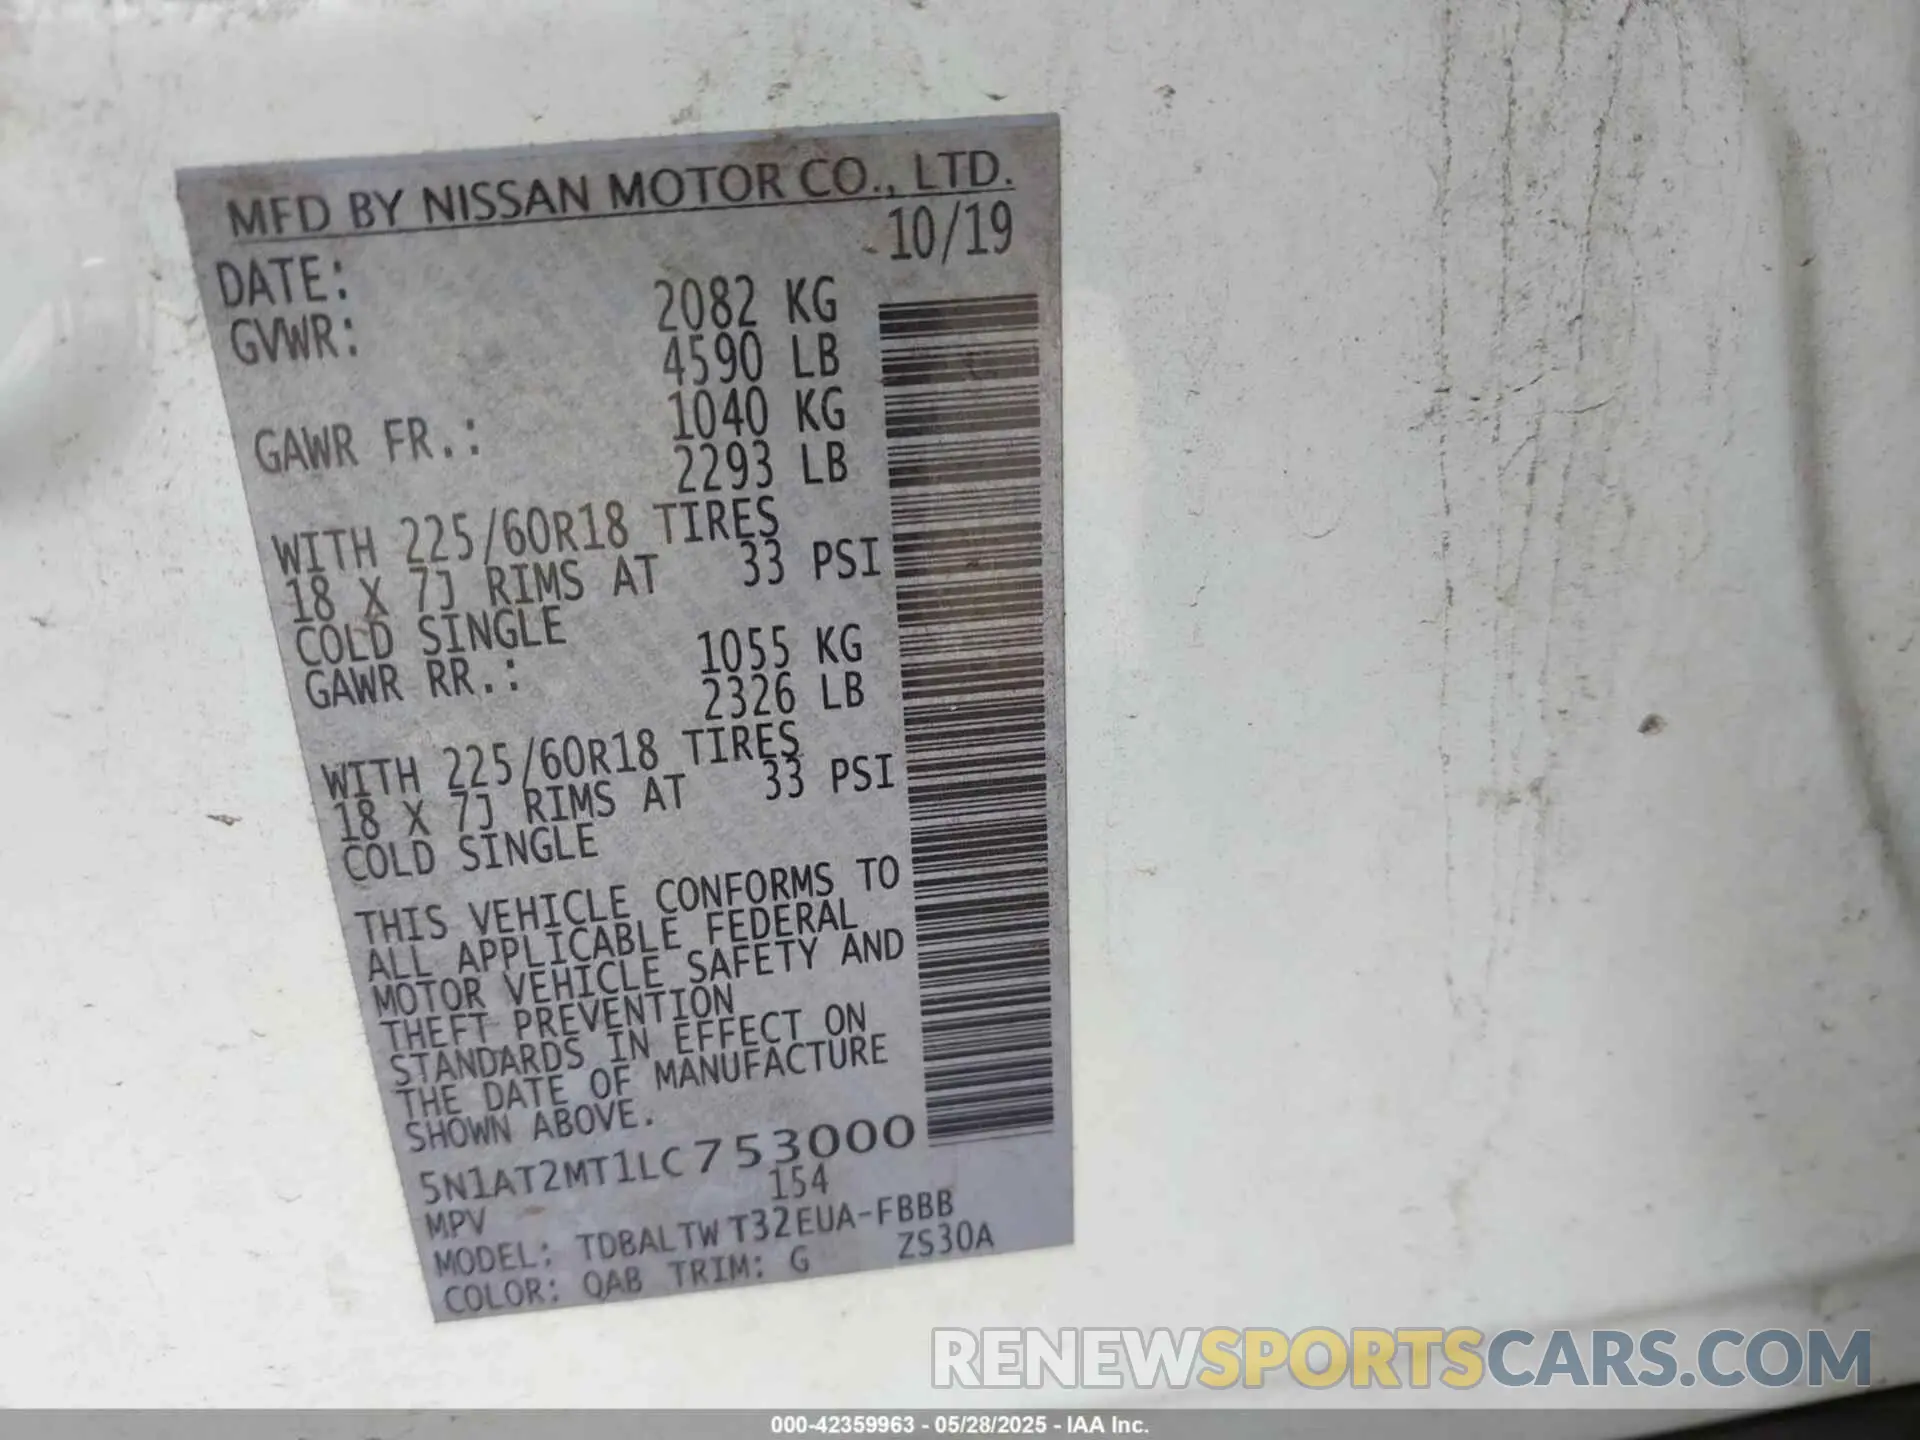 MFD BY NISSAN MOTOR CO., LTD.
DATE: 10/19
GVWR: 2082 KG
4590 LB
GAWR FR.: 1040 KG
2293 LB
WITH 225/60R18 TIRES
18 X 7J RIMS AT 33 PSI
COLD SINGLE
GAWR RR.: 1055 KG
2326 LB
WITH 225/60R18 TIRES
18 X 7J RIMS AT 33 PSI
COLD SINGLE
THIS VEHICLE CONFORMS TO
ALL APPLICABLE FEDERAL
MOTOR VEHICLE SAFETY AND
THEFT PREVENTION
STANDARDS IN EFFECT ON
THE DATE OF MANUFACTURE
SHOWN ABOVE.
5N1AT2MT1LC753000
MPV 154
MODEL: TDBALTW T32EUA-FBBB
COLOR: QAB TRIM: G ZS30A
RENEWSPORTSCARS.COM
000-42359963 - 05/28/2025 - IAA Inc.